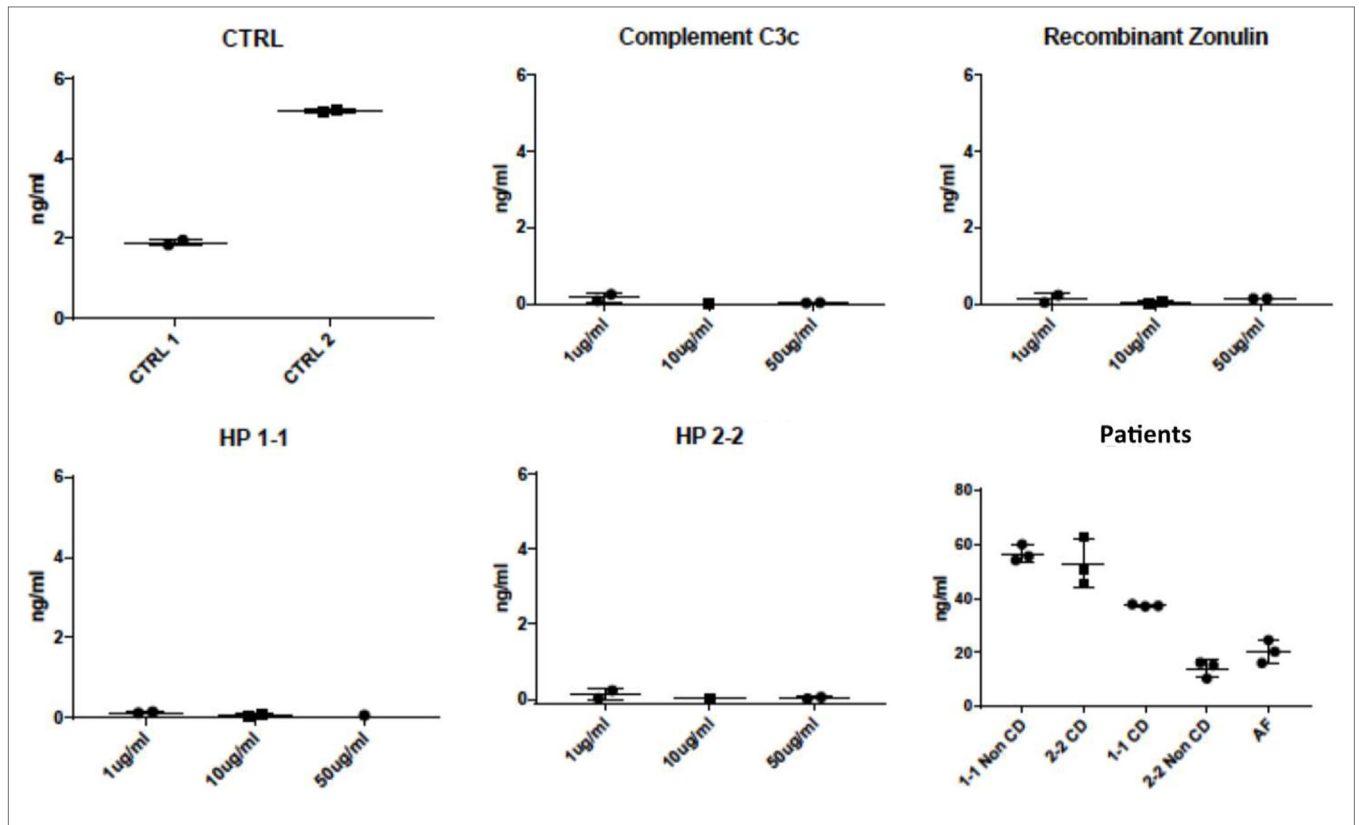 CTRL
6
4
2
0
ng/ml
CTRL 1
CTRL 2
Complement C3c
6
4
2
0
ng/ml
1ug/ml
10ug/ml
50ug/ml
Recombinant Zonulin
6
4
2
0
ng/ml
1ug/ml
10ug/ml
50ug/ml
HP 1-1
6
4
2
0
ng/ml
1ug/ml
10ug/ml
50ug/ml
HP 2-2
6
4
2
0
ng/ml
1ug/ml
10ug/ml
50ug/ml
Patients
80
60
40
20
0
ng/ml
1-1 Non CD
2-2 CD
1-1 CD
2-2 Non CD
AF